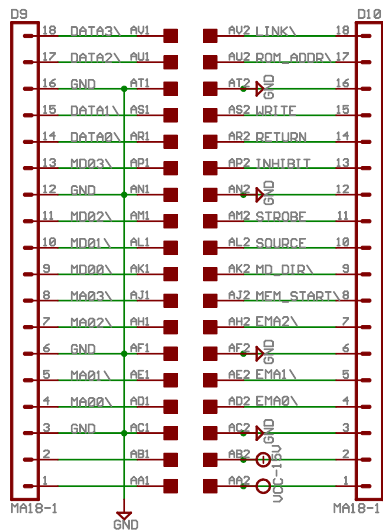 D9 D10
18 DATA3\ AV1 AV2 LINK\ 18
17 DATA2\ AU1 AU2 ROM_ADDR\ 17
16 GND AT1 AT2 GND 16
15 DATA1\ AS1 AS2 WRITE 15
14 DATA0\ AR1 AR2 RETURN 14
13 MD03\ AP1 AP2 INHIBIT 13
12 GND AN1 AN2 GND 12
11 MD02\ AM1 AM2 STROBE 11
10 MD01\ AL1 AL2 SOURCE 10
9 MD00\ AK1 AK2 MD_DIR\ 9
8 MA03\ AJ1 AJ2 MEM_START\ 8
7 MA02\ AH1 AH2 EMA2\ 7
6 GND AF1 AF2 GND 6
5 MA01\ AE1 AE2 EMA1\ 5
4 MA00\ AD1 AD2 EMA0\ 4
3 GND AC1 AC2 GND 3
2 AB1 AB2 -15V 2
1 AA1 AA2 VCC 1
MA18-1 MA18-1
GND